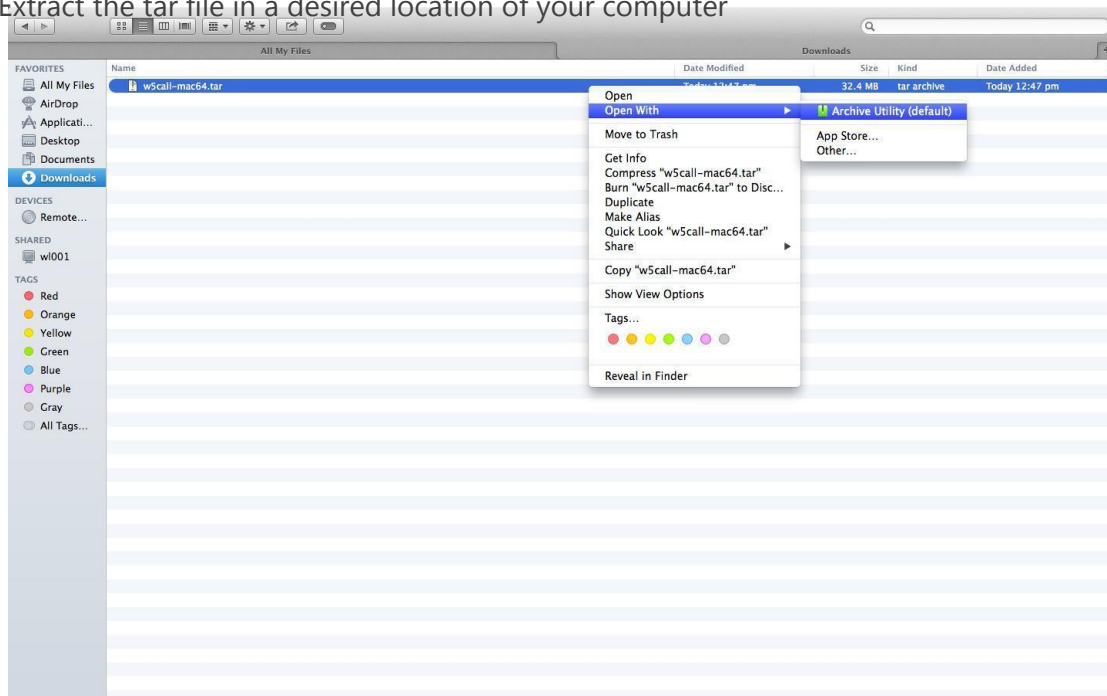 Extract the tar file in a desired location of your computer
All My Files
Downloads
FAVORITES
All My Files
AirDrop
Applicati...
Desktop
Documents
Downloads
DEVICES
Remote...
SHARED
wl001
TAGS
Red
Orange
Yellow
Green
Blue
Purple
Gray
All Tags...
Name Date Modified Size Kind Date Added
w5call-mac64.tar Today 12:47 pm 32.4 MB tar archive Today 12:47 pm
Open
Open With
Move to Trash
Get Info
Compress "w5call-mac64.tar"
Burn "w5call-mac64.tar" to Disc...
Duplicate
Make Alias
Quick Look "w5call-mac64.tar"
Share
Copy "w5call-mac64.tar"
Show View Options
Tags...
Reveal in Finder
Archive Utility (default)
App Store...
Other...